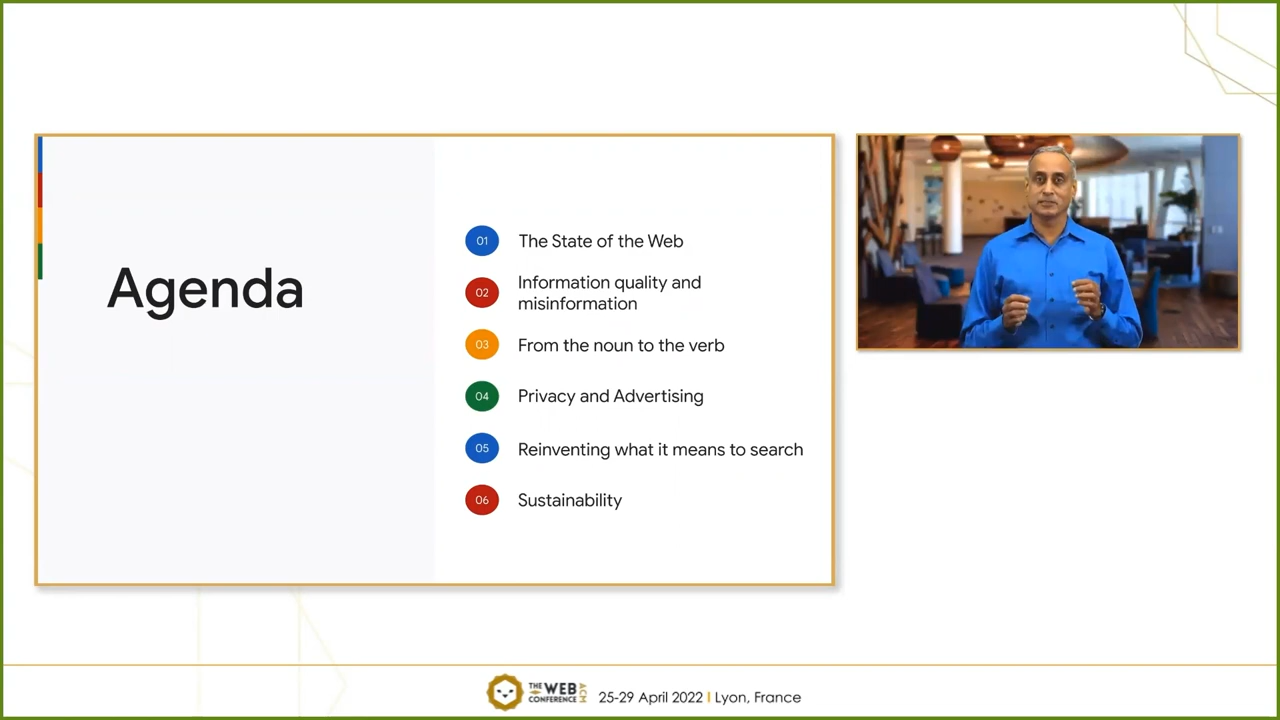 Agenda
01 The State of the Web
02 Information quality and
misinformation
03 From the noun to the verb
04 Privacy and Advertising
05 Reinventing what it means to search
06 Sustainability
THE WEB
CONFERENCE
ACM
25-29 April 2022 | Lyon, France